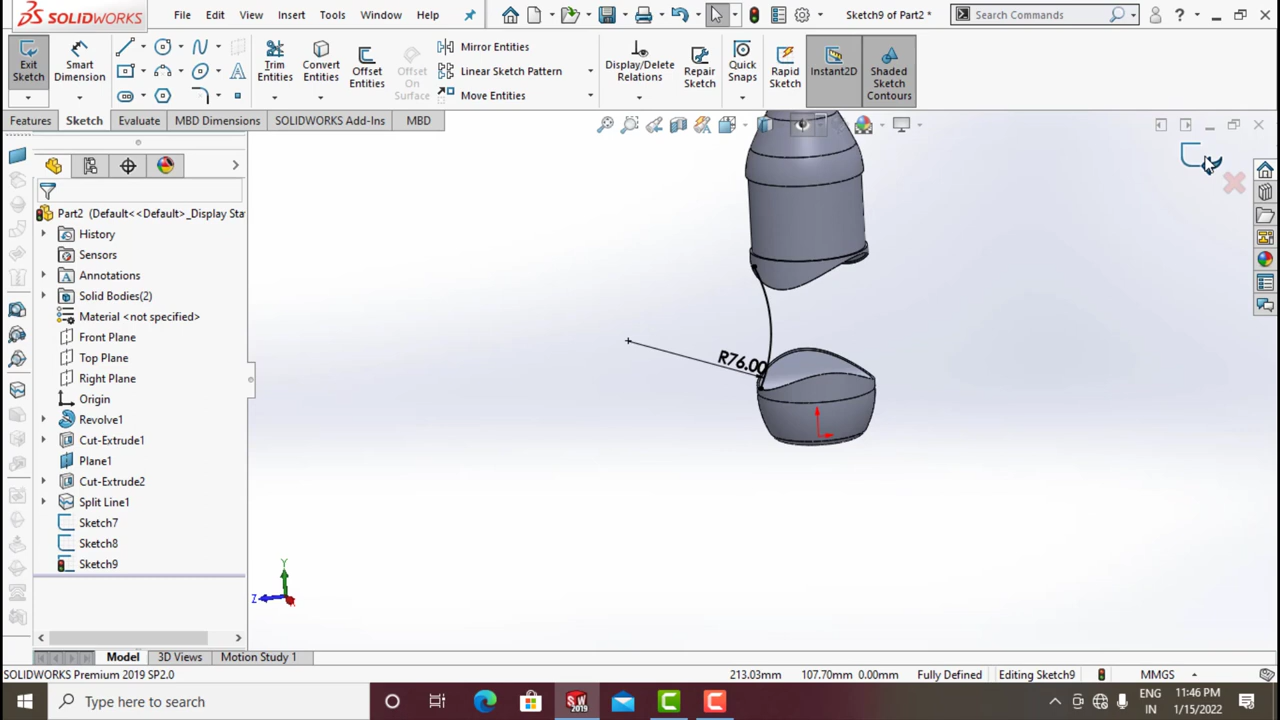 SOLIDWORKS
File Edit View Insert Tools Window Help
Sketch9 of Part2 *
Search Commands
Exit Sketch
Smart Dimension
Trim Entities
Convert Entities
Offset Entities
Offset On Surface
Mirror Entities
Linear Sketch Pattern
Move Entities
Display/Delete Relations
Repair Sketch
Quick Snaps
Rapid Sketch
Instant2D
Shaded Sketch Contours
Features Sketch Evaluate MBD Dimensions SOLIDWORKS Add-Ins MBD
Part2 (Default<<Default>_Display Sta
History
Sensors
Annotations
Solid Bodies(2)
Material <not specified>
Front Plane
Top Plane
Right Plane
Origin
Revolve1
Cut-Extrude1
Plane1
Cut-Extrude2
Split Line1
Sketch7
Sketch8
Sketch9
R76.00
Y
Z
Model 3D Views Motion Study 1
SOLIDWORKS Premium 2019 SP2.0
213.03mm 107.70mm 0.00mm Fully Defined Editing Sketch9 MMGS
Type here to search
SW 2019
ENG 11:46 PM
IN 1/15/2022